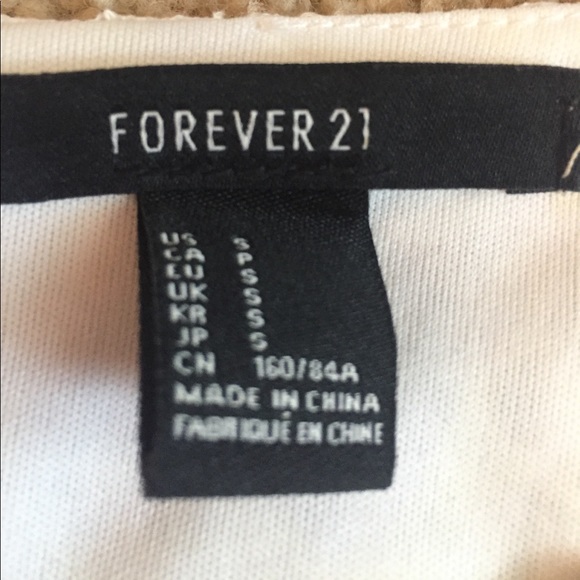 FOREVER 21
US S
CA P
EU S
UK S
KR S
JP S
CN 160/84A
MADE IN CHINA
FABRIQUÉ EN CHINE